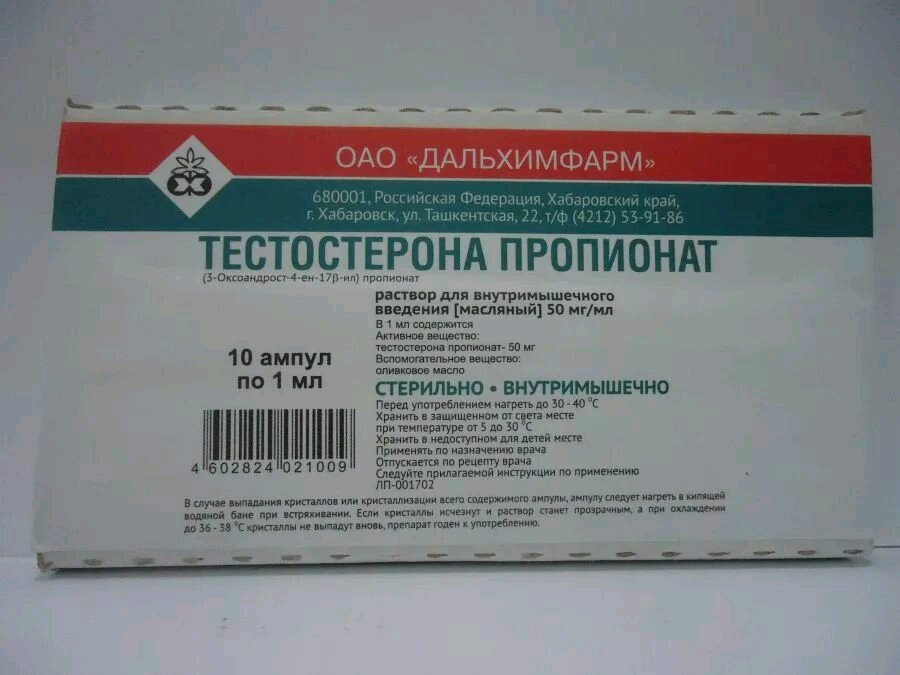 ОАО «ДАЛЬХИМФАРМ»
680001, Российская Федерация, Хабаровский край,
г. Хабаровск, ул. Ташкентская, 22, т/ф (4212) 53-91-86
ТЕСТОСТЕРОНА ПРОПИОНАТ
(3-Оксоандрост-4-ен-17β-ил) пропионат
раствор для внутримышечного
введения [масляный] 50 мг/мл
В 1 мл содержится
Активное вещество:
тестостерона пропионат- 50 мг
Вспомогательное вещество:
оливковое масло
10 ампул
по 1 мл
СТЕРИЛЬНО • ВНУТРИМЫШЕЧНО
Перед употреблением нагреть до 30 - 40 °C
Хранить в защищенном от света месте
при температуре от 5 до 30 °C
Хранить в недоступном для детей месте
Применять по назначению врача
Отпускается по рецепту врача
Следуйте прилагаемой инструкции по применению
ЛП-001702
4 602824 021009
В случае выпадания кристаллов или кристаллизации всего содержимого ампулы, ампулу следует нагреть в кипящей
водяной бане при встряхивании. Если кристаллы исчезнут и раствор станет прозрачным, а при охлаждении
до 36 - 38 °C кристаллы не выпадут вновь, препарат годен к употреблению.